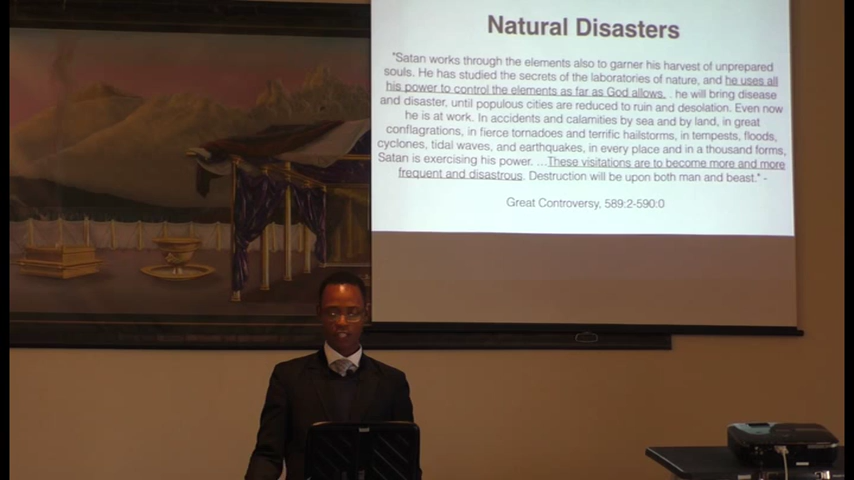 Natural Disasters
"Satan works through the elements also to garner his harvest of unprepared
souls. He has studied the secrets of the laboratories of nature, and he uses all
his power to control the elements as far as God allows. . he will bring disease
and disaster, until populous cities are reduced to ruin and desolation. Even now
he is at work. In accidents and calamities by sea and by land, in great
conflagrations, in fierce tornadoes and terrific hailstorms, in tempests, floods,
cyclones, tidal waves, and earthquakes, in every place and in a thousand forms,
Satan is exercising his power. ...These visitations are to become more and more
frequent and disastrous. Destruction will be upon both man and beast." -
Great Controversy, 589:2-590:0